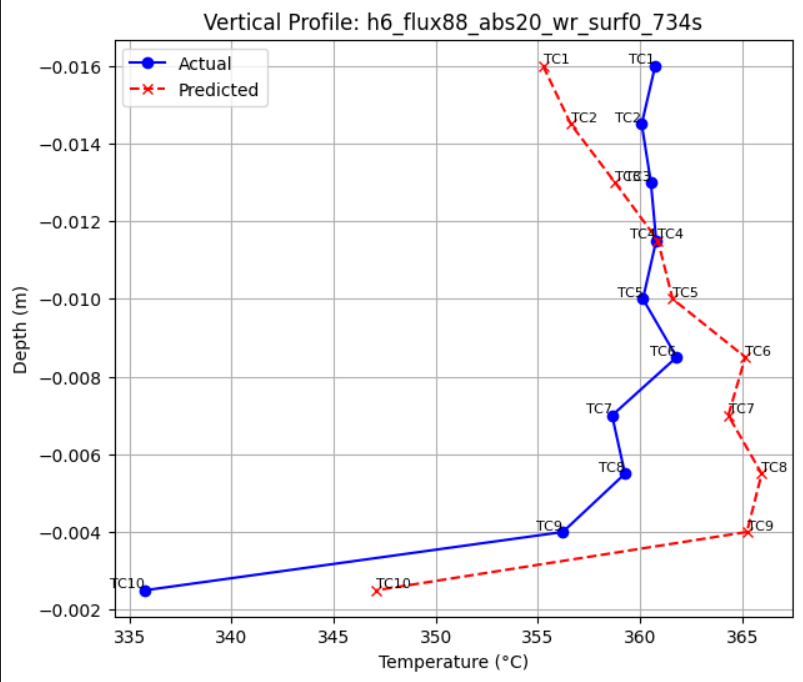 Vertical Profile: h6_flux88_abs20_wr_surf0_734s
Actual
Predicted
−0.016
−0.014
−0.012
−0.010
−0.008
−0.006
−0.004
−0.002
Depth (m)
TC1 TC1
TC2 TC2
TC3 TC3
TC4 TC4
TC5 TC5
TC6 TC6
TC7 TC7
TC8 TC8
TC9 TC9
TC10 TC10
335 340 345 350 355 360 365
Temperature (°C)